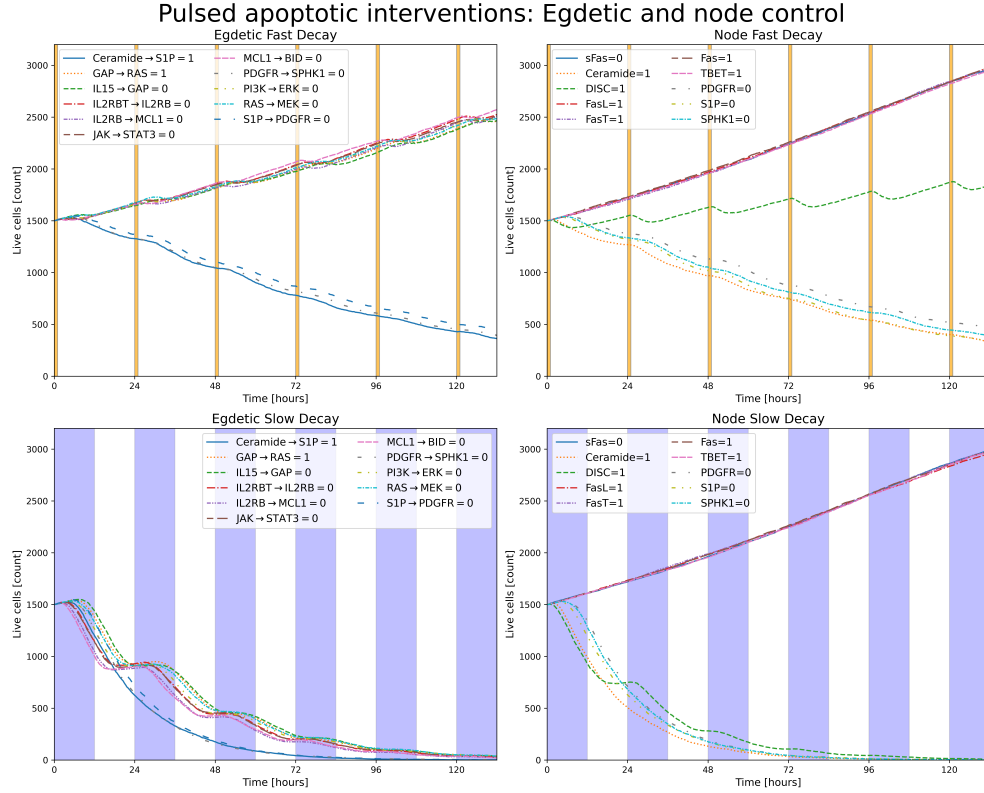 Pulsed apoptotic interventions: Egdetic and node control
Egdetic Fast Decay
Live cells [count]
3000
2500
2000
1500
1000
500
0
Ceramide→S1P = 1
GAP→RAS = 1
IL15→GAP = 0
IL2RBT→IL2RB = 0
IL2RB→MCL1 = 0
JAK→STAT3 = 0
MCL1→BID = 0
PDGFR→SPHK1 = 0
PI3K→ERK = 0
RAS→MEK = 0
S1P→PDGFR = 0
0 24 48 72 96 120
Time [hours]
Node Fast Decay
Live cells [count]
3000
2500
2000
1500
1000
500
0
sFas=0
Ceramide=1
DISC=1
FasL=1
FasT=1
Fas=1
TBET=1
PDGFR=0
S1P=0
SPHK1=0
0 24 48 72 96 120
Time [hours]
Egdetic Slow Decay
Live cells [count]
3000
2500
2000
1500
1000
500
0
Ceramide→S1P = 1
GAP→RAS = 1
IL15→GAP = 0
IL2RBT→IL2RB = 0
IL2RB→MCL1 = 0
JAK→STAT3 = 0
MCL1→BID = 0
PDGFR→SPHK1 = 0
PI3K→ERK = 0
RAS→MEK = 0
S1P→PDGFR = 0
0 24 48 72 96 120
Time [hours]
Node Slow Decay
Live cells [count]
3000
2500
2000
1500
1000
500
0
sFas=0
Ceramide=1
DISC=1
FasL=1
FasT=1
Fas=1
TBET=1
PDGFR=0
S1P=0
SPHK1=0
0 24 48 72 96 120
Time [hours]